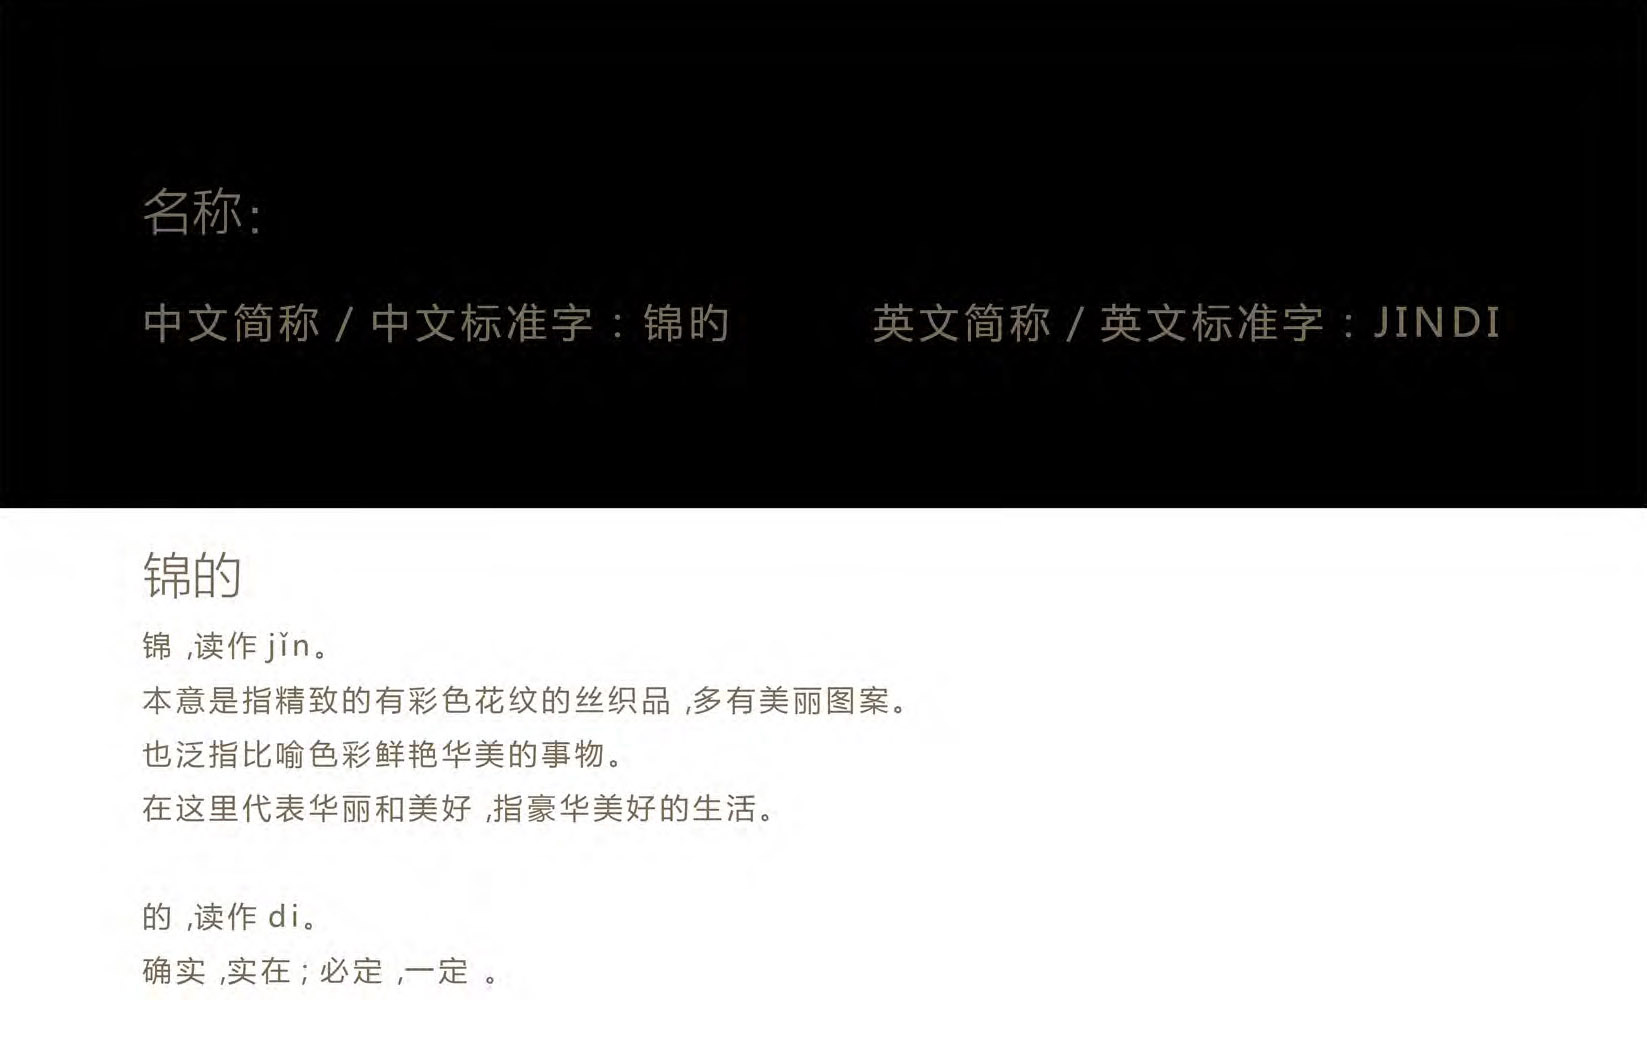 名称：
中文简称 / 中文标准字：锦旳 英文简称 / 英文标准字：JINDI
锦的
锦 ,读作 jǐn。
本意是指精致的有彩色花纹的丝织品 ,多有美丽图案。
也泛指比喻色彩鲜艳华美的事物。
在这里代表华丽和美好 ,指豪华美好的生活。
的 ,读作 di。
确实 ,实在 ; 必定 ,一定 。